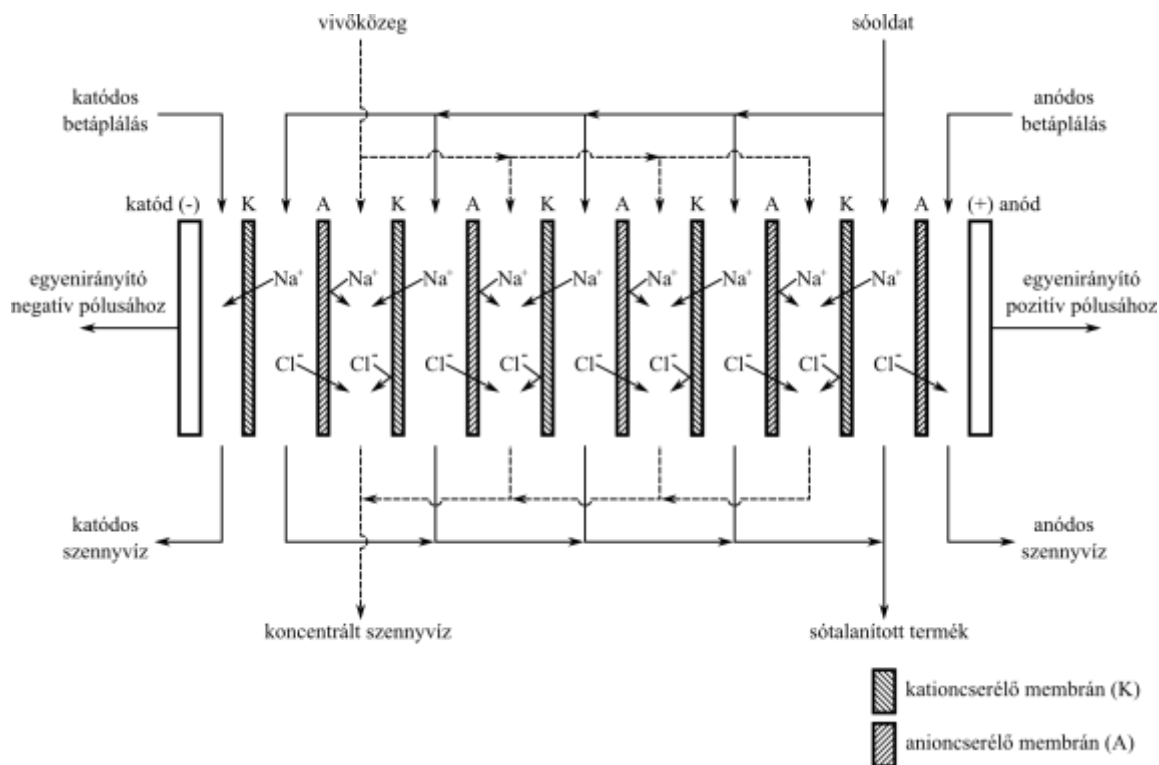 vivőközeg
sóoldat
katódos
betáplálás
anódos
betáplálás
katód (-) K A K A K A K A K A (+) anód
Na⁺ Na⁺ Na⁺ Na⁺ Na⁺ Na⁺ Na⁺ Na⁺ Na⁺
egyenirányító
negatív pólusához
egyenirányító
pozitív pólusához
Cl⁻ Cl⁻ Cl⁻ Cl⁻ Cl⁻ Cl⁻ Cl⁻ Cl⁻ Cl⁻
katódos
szennyvíz
anódos
szennyvíz
koncentrált szennyvíz
sótalanított termék
kationcserélő membrán (K)
anioncserélő membrán (A)